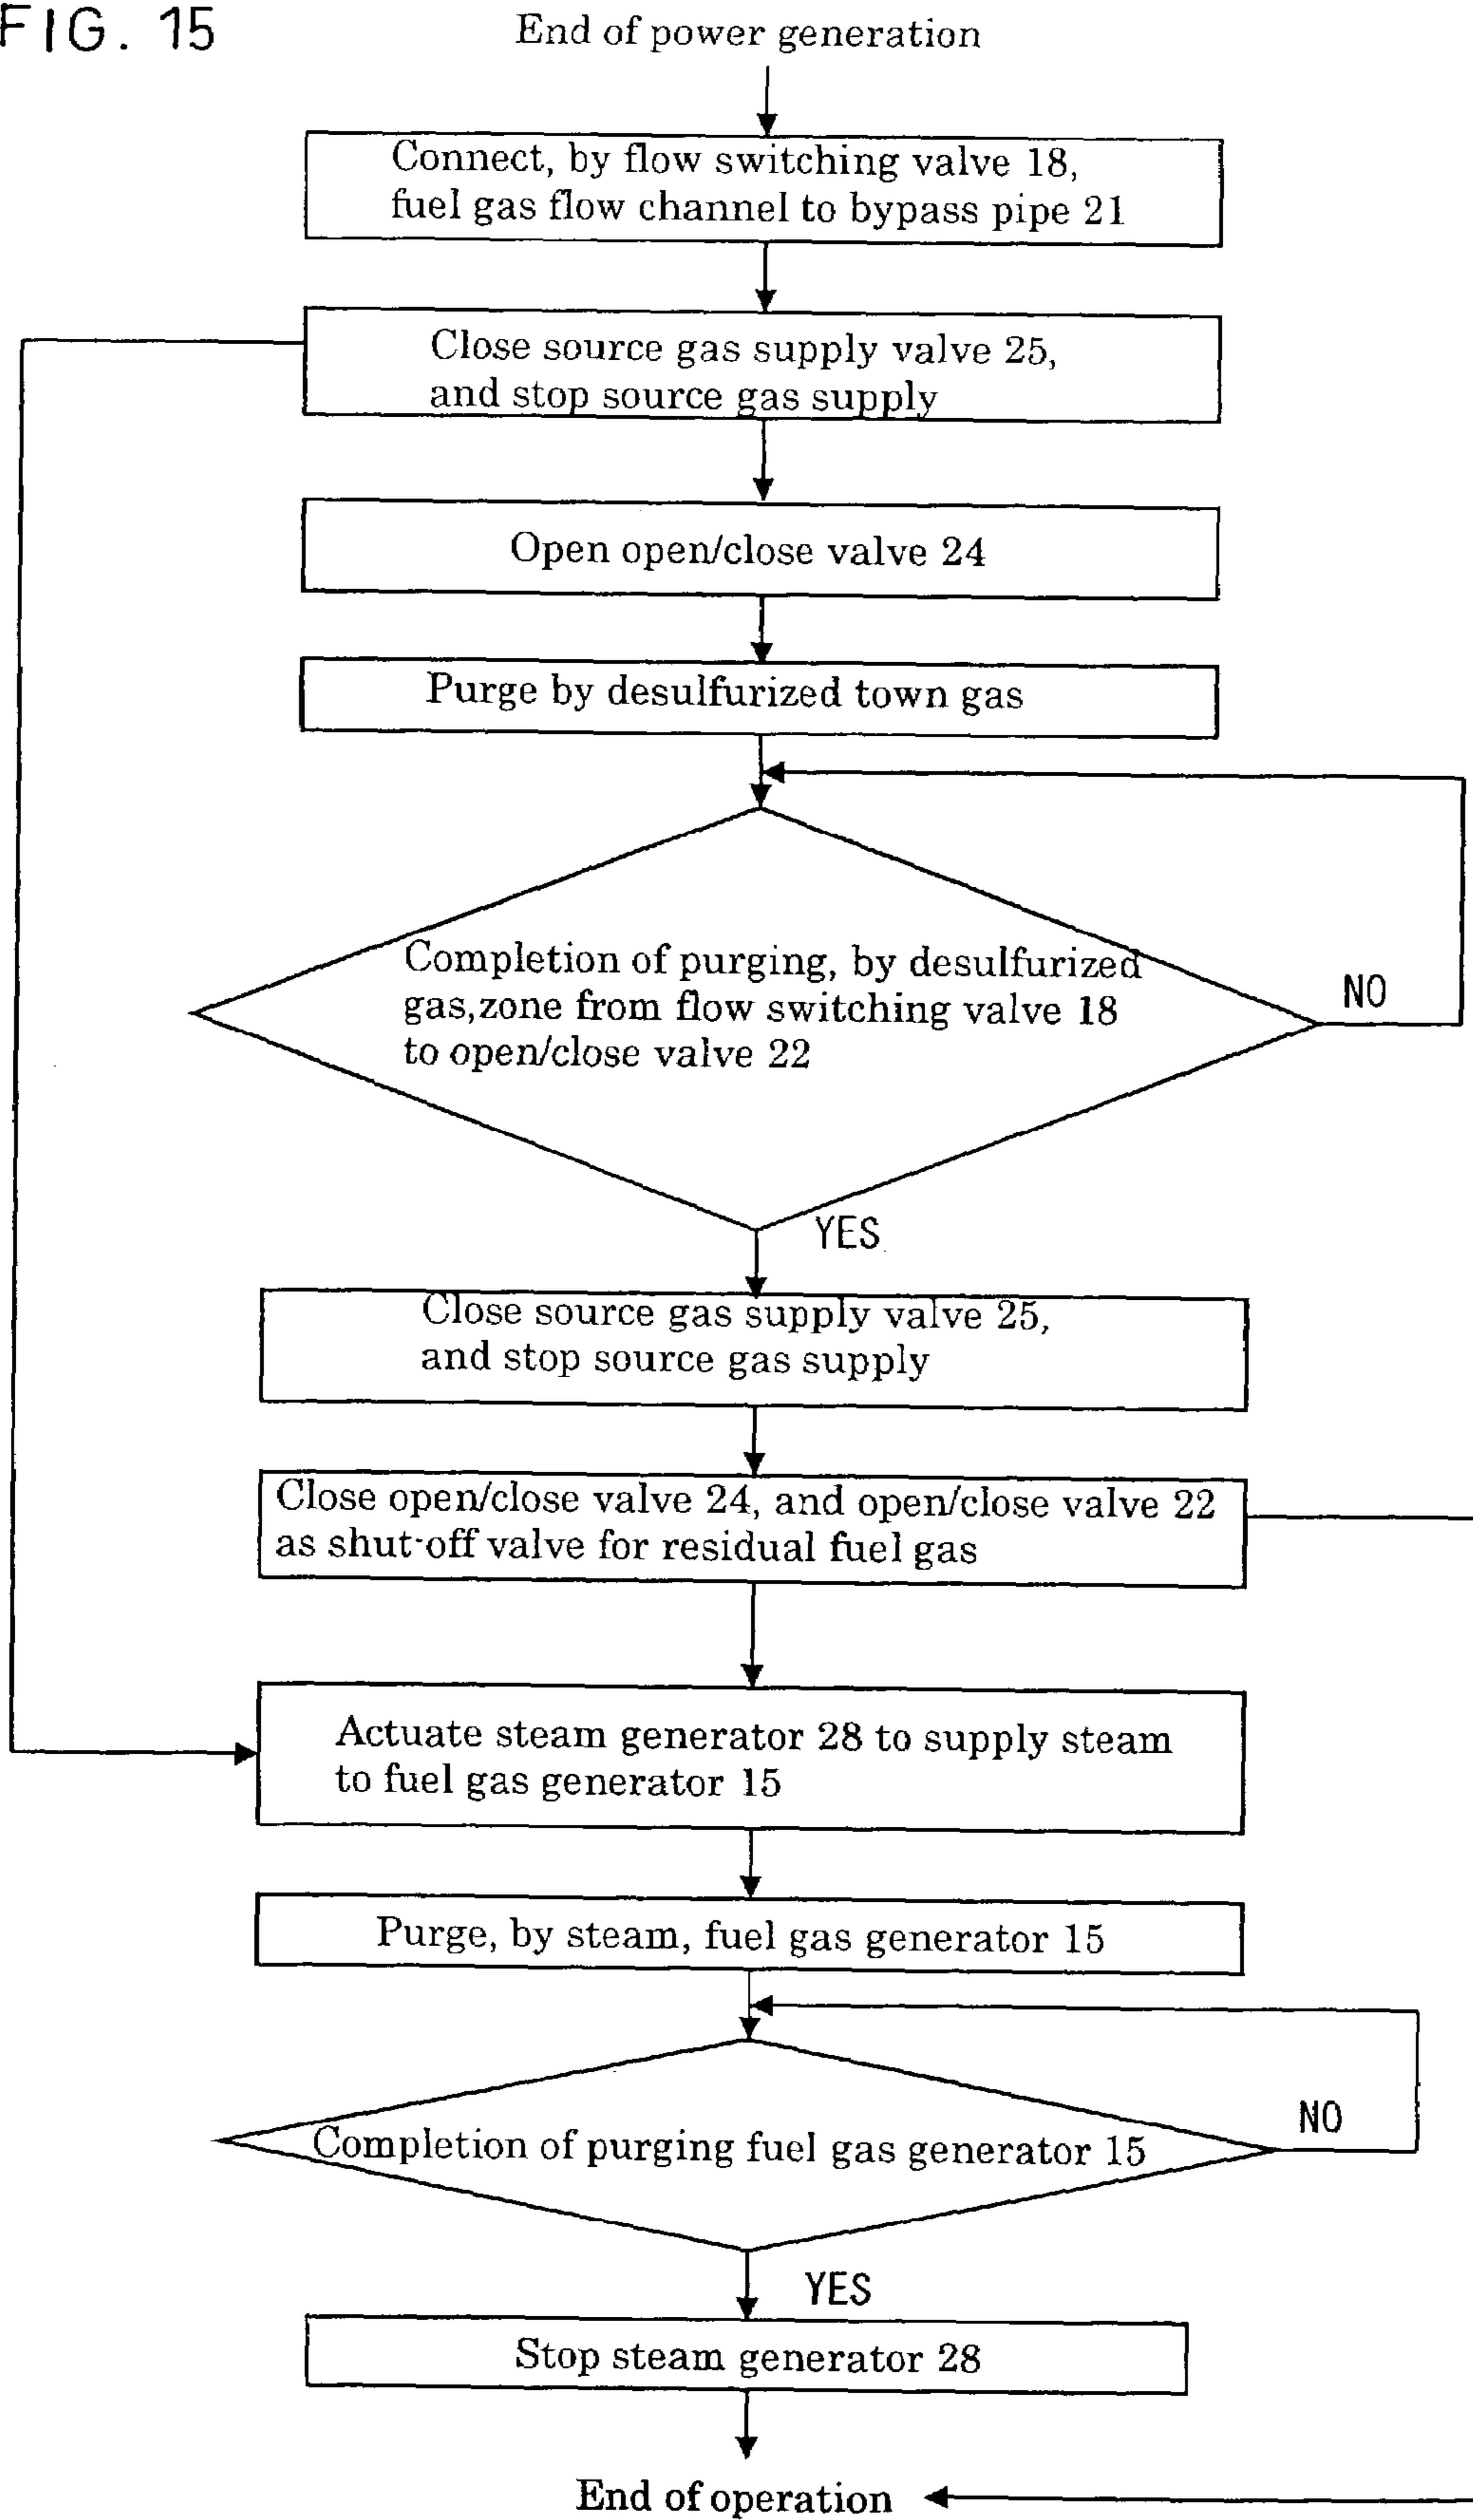 FIG. 15
End of power generation
Connect, by flow switching valve 18,
fuel gas flow channel to bypass pipe 21
Close source gas supply valve 25,
and stop source gas supply
Open open/close valve 24
Purge by desulfurized town gas
Completion of purging, by desulfurized
gas,zone from flow switching valve 18
to open/close valve 22
NO
YES
Close source gas supply valve 25,
and stop source gas supply
Close open/close valve 24, and open/close valve 22
as shut-off valve for residual fuel gas
Actuate steam generator 28 to supply steam
to fuel gas generator 15
Purge, by steam, fuel gas generator 15
NO
Completion of purging fuel gas generator 15
YES
Stop steam generator 28
End of operation